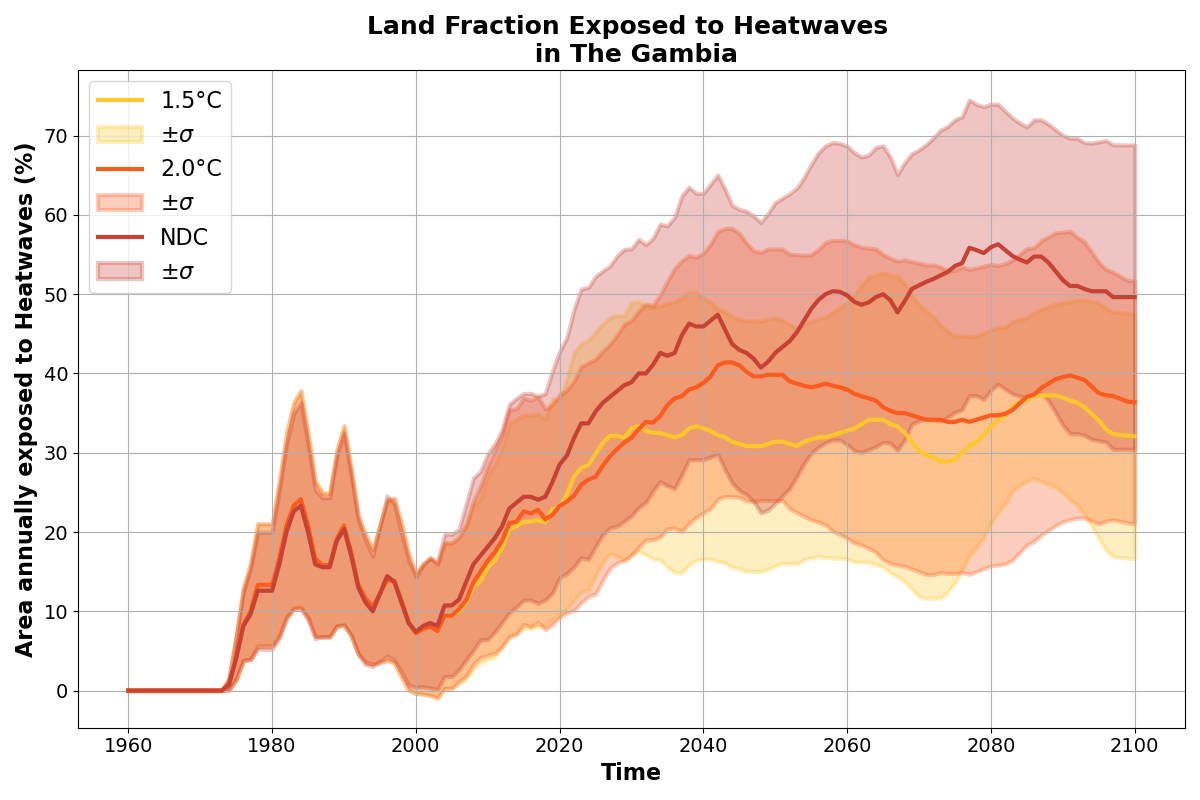 Land Fraction Exposed to Heatwaves
in The Gambia
1.5°C
±σ
2.0°C
±σ
NDC
±σ
Area annually exposed to Heatwaves (%)
70
60
50
40
30
20
10
0
1960 1980 2000 2020 2040 2060 2080 2100
Time